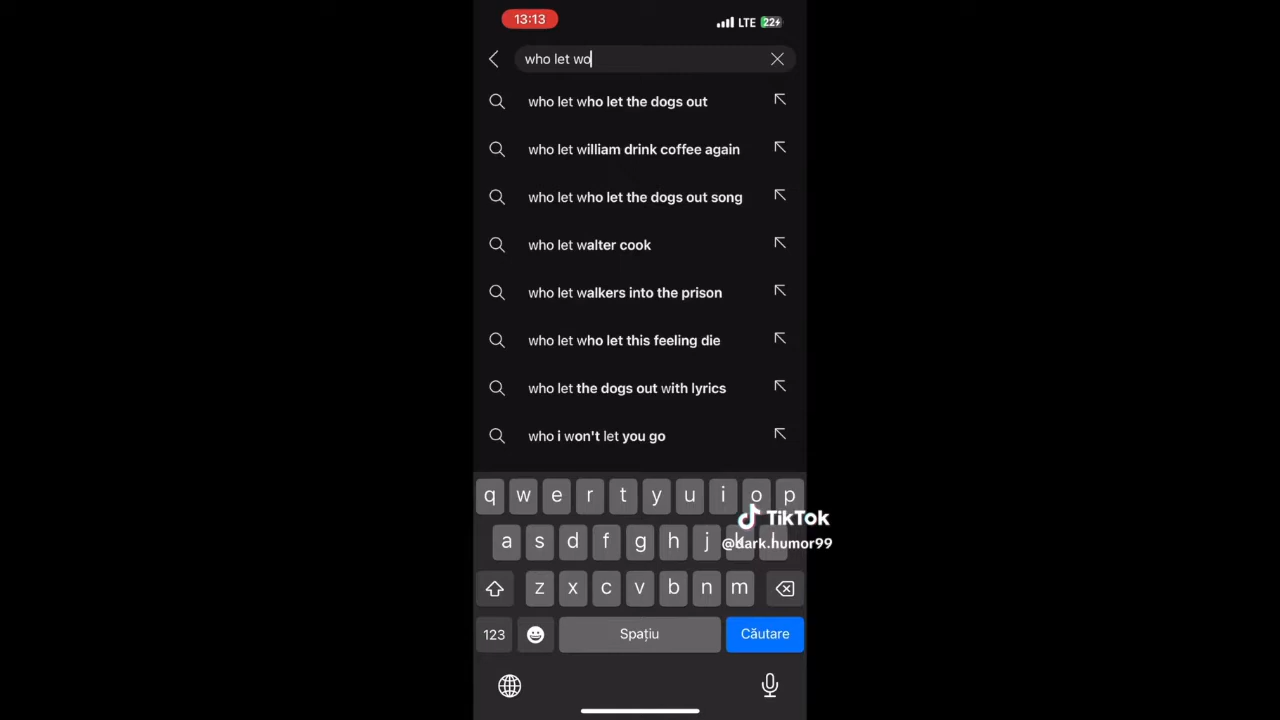 13:13
LTE 22
who let wo
who let who let the dogs out
who let william drink coffee again
who let who let the dogs out song
who let walter cook
who let walkers into the prison
who let who let this feeling die
who let the dogs out with lyrics
who i won't let you go
q w e r t y u i o p
TikTok
a s d f g h j k l
@dark.humor99
z x c v b n m
123 Spațiu Căutare